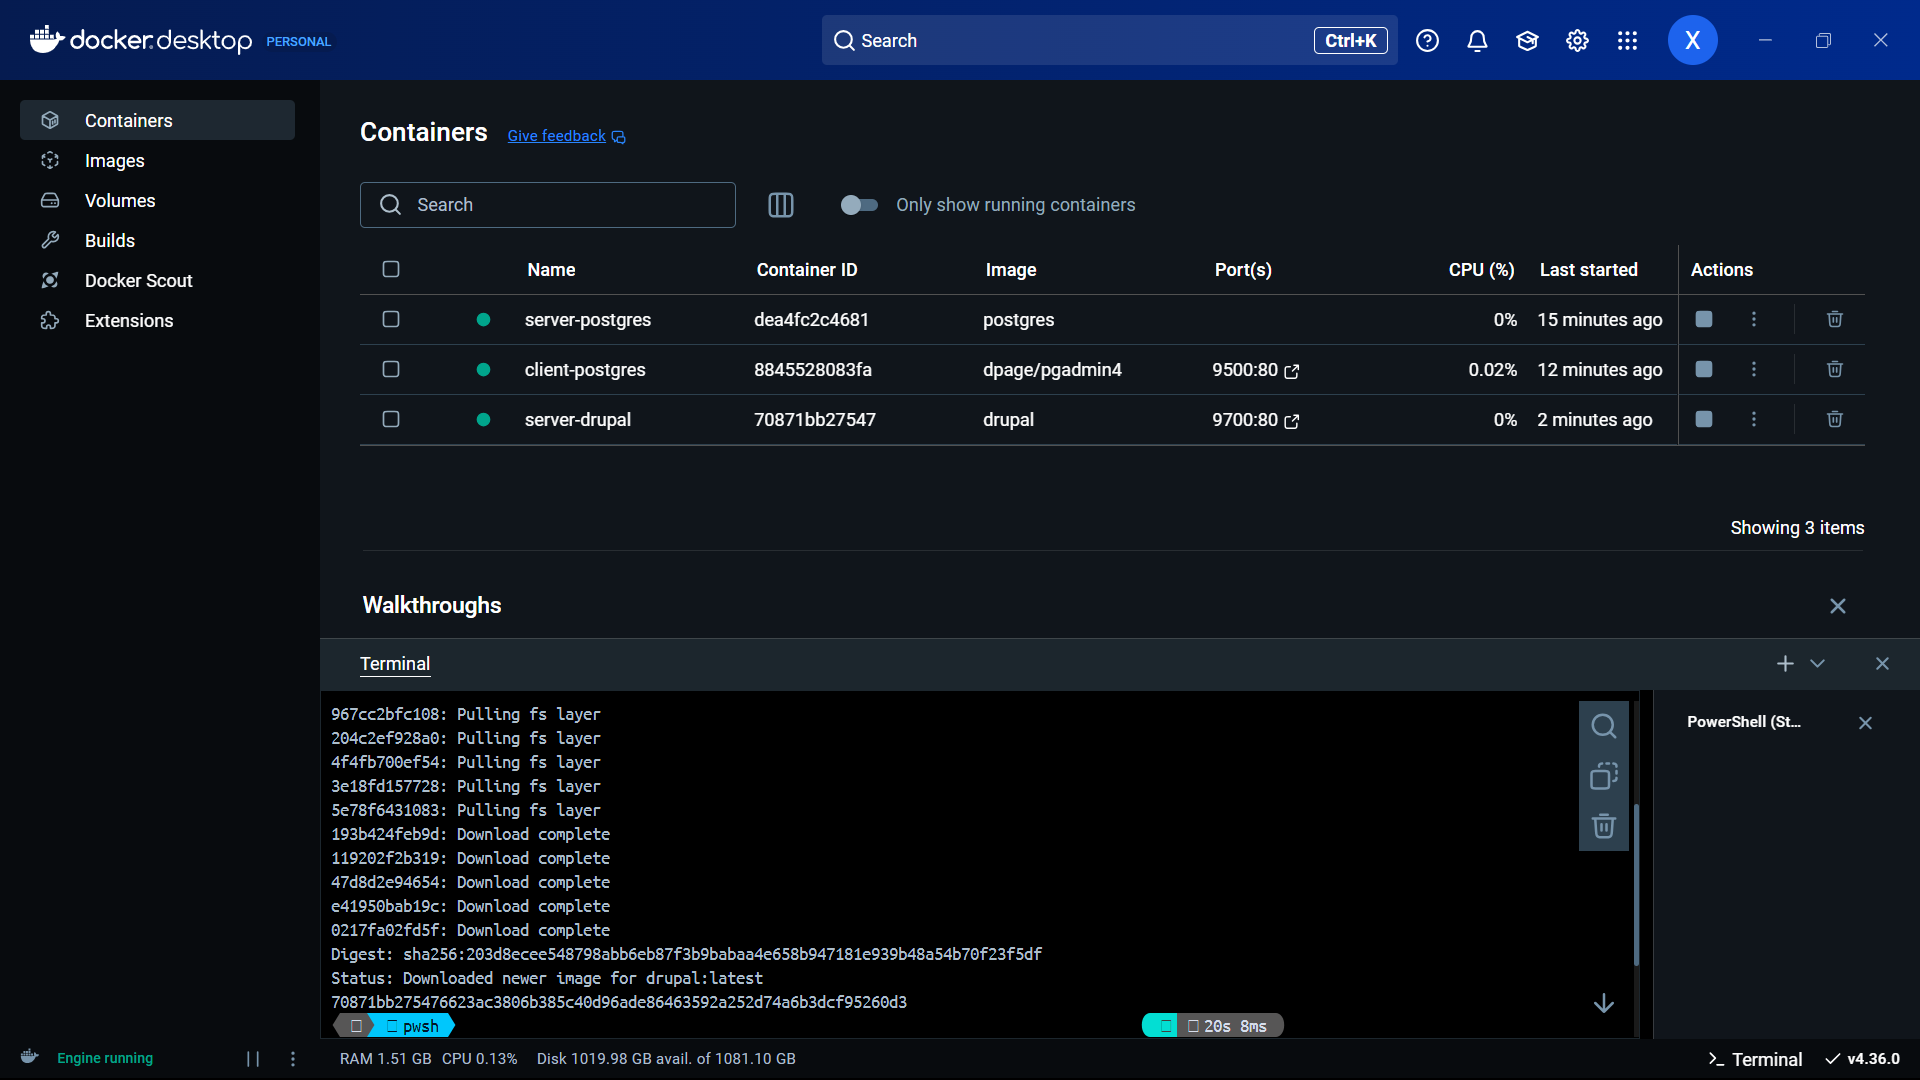 docker.desktop PERSONAL
Search Ctrl+K
X
Containers
Images
Volumes
Builds
Docker Scout
Extensions
Containers Give feedback
Search Only show running containers
Name Container ID Image Port(s) CPU (%) Last started Actions
server-postgres dea4fc2c4681 postgres 0% 15 minutes ago
client-postgres 8845528083fa dpage/pgadmin4 9500:80 0.02% 12 minutes ago
server-drupal 70871bb27547 drupal 9700:80 0% 2 minutes ago
Showing 3 items
Walkthroughs
Terminal
PowerShell (St...
967cc2bfc108: Pulling fs layer
204c2ef928a0: Pulling fs layer
4f4fb700ef54: Pulling fs layer
3e18fd157728: Pulling fs layer
5e78f6431083: Pulling fs layer
193b424feb9d: Download complete
119202f2b319: Download complete
47d8d2e94654: Download complete
e41950bab19c: Download complete
0217fa02fd5f: Download complete
Digest: sha256:203d8ecee548798abb6eb87f3b9babaa4e658b947181e939b48a54b70f23f5df
Status: Downloaded newer image for drupal:latest
70871bb275476623ac3806b385c40d96ade86463592a252d74a6b3dcf95260d3
pwsh 20s 8ms
Engine running RAM 1.51 GB CPU 0.13% Disk 1019.98 GB avail. of 1081.10 GB Terminal v4.36.0